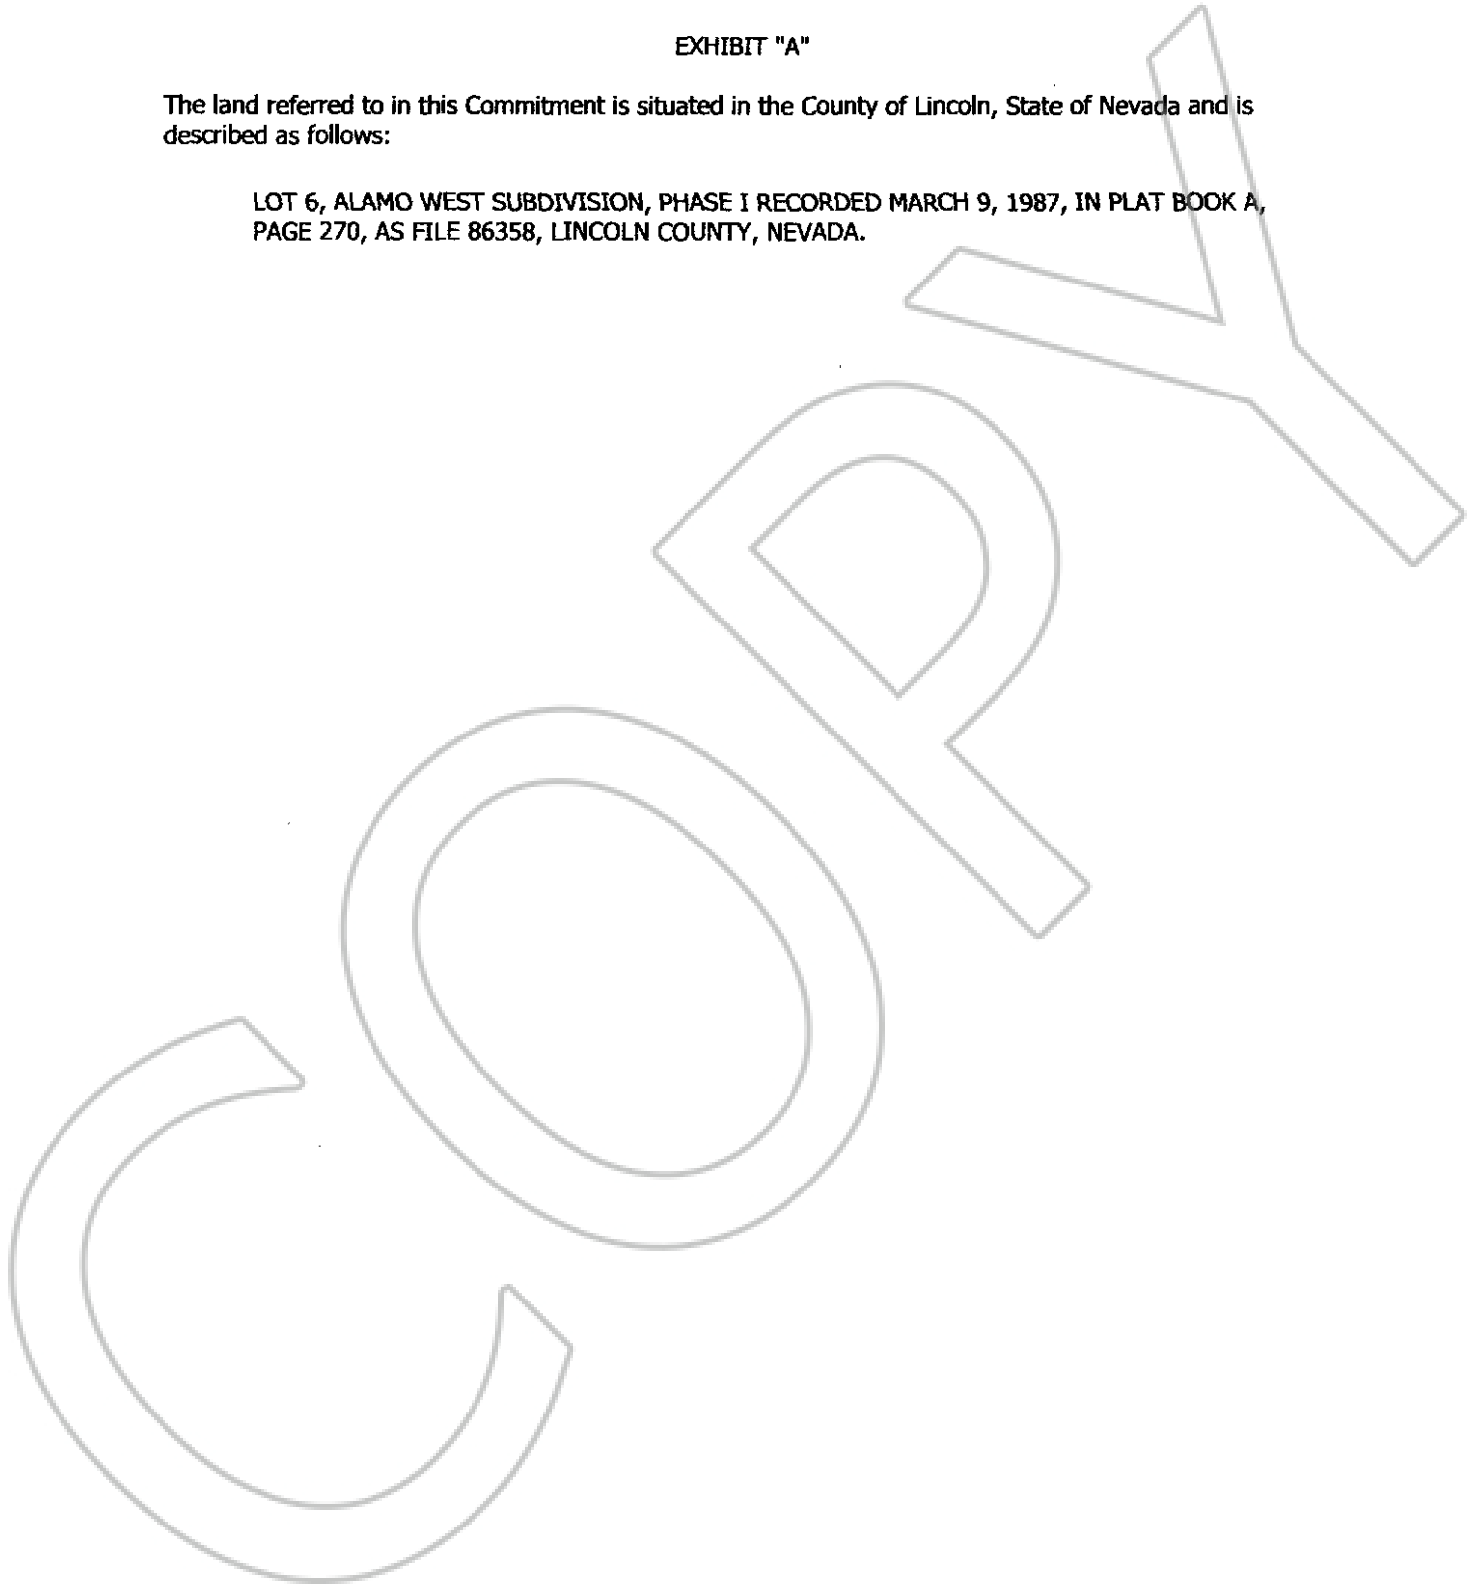 EXHIBIT "A"
The land referred to in this Commitment is situated in the County of Lincoln, State of Nevada and is
described as follows:
LOT 6, ALAMO WEST SUBDIVISION, PHASE I RECORDED MARCH 9, 1987, IN PLAT BOOK A,
PAGE 270, AS FILE 86358, LINCOLN COUNTY, NEVADA.
COPY